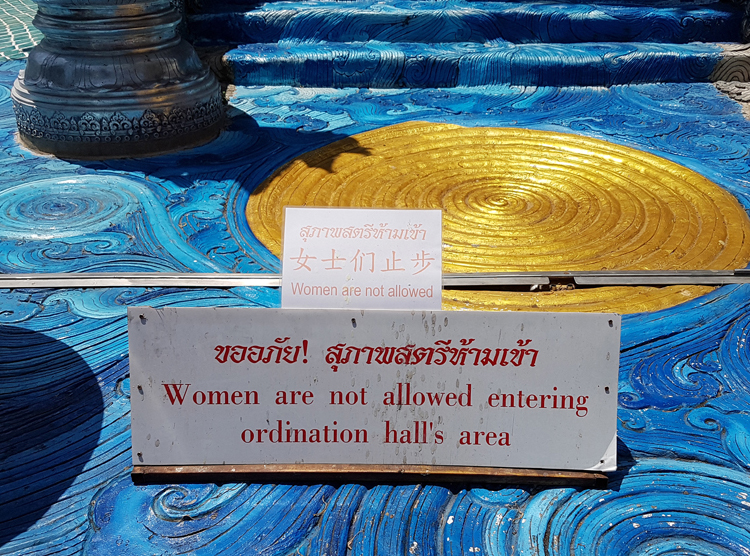 สุภาพสตรีห้ามเข้า
女士们止步
Women are not allowed
ขออภัย! สุภาพสตรีห้ามเข้า
Women are not allowed entering
ordination hall's area